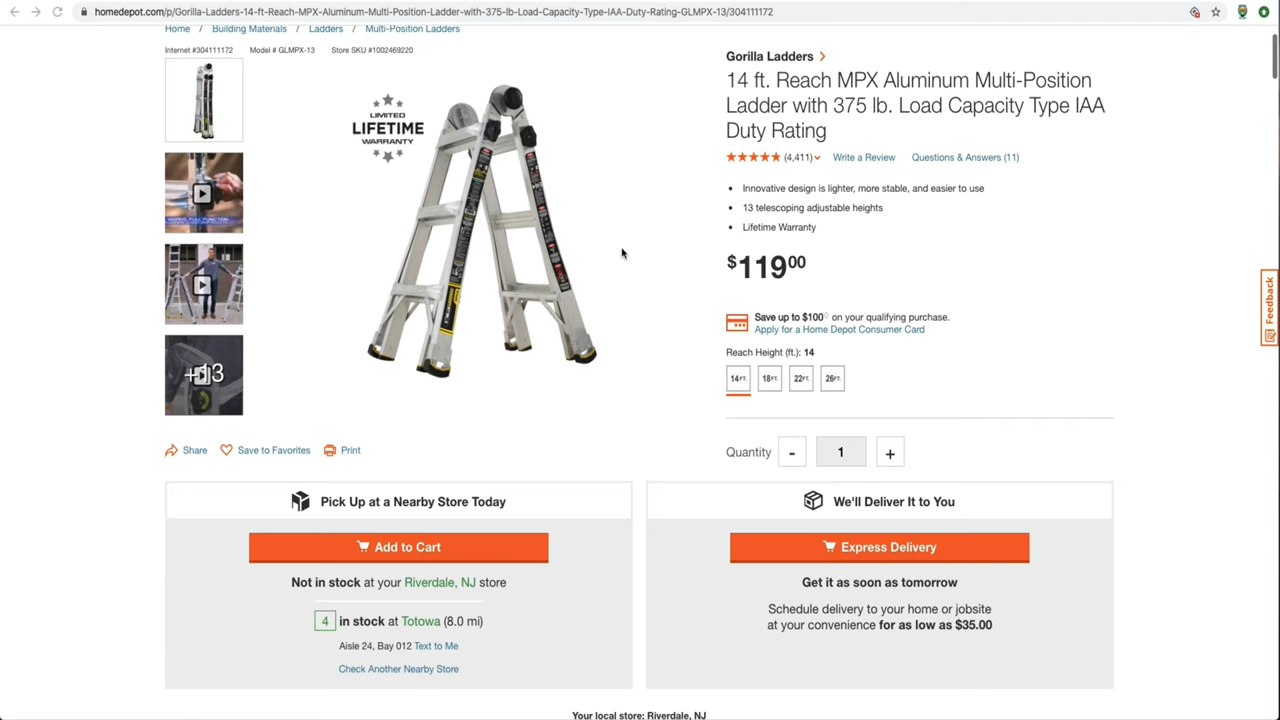 homedepot.com/p/Gorilla-Ladders-14-ft-Reach-MPX-Aluminum-Multi-Position-Ladder-with-375-lb-Load-Capacity-Type-IAA-Duty-Rating-GLMPX-13/304111172
Home / Building Materials / Ladders / Multi-Position Ladders
Internet #304111172 Model # GLMPX-13 Store SKU #1002469220
LIMITED
LIFETIME
WARRANTY
+13
Share Save to Favorites Print
Gorilla Ladders
14 ft. Reach MPX Aluminum Multi-Position
Ladder with 375 lb. Load Capacity Type IAA
Duty Rating
(4,411) Write a Review Questions & Answers (11)
• Innovative design is lighter, more stable, and easier to use
• 13 telescoping adjustable heights
• Lifetime Warranty
$119.00
Save up to $100◊ on your qualifying purchase.
Apply for a Home Depot Consumer Card
Reach Height (ft.): 14
14FT. 18FT. 22FT. 26FT.
Quantity - 1 +
Feedback
Pick Up at a Nearby Store Today
Add to Cart
Not in stock at your Riverdale, NJ store
4 in stock at Totowa (8.0 mi)
Aisle 24, Bay 012 Text to Me
Check Another Nearby Store
We'll Deliver It to You
Express Delivery
Get it as soon as tomorrow
Schedule delivery to your home or jobsite
at your convenience for as low as $35.00
Your local store: Riverdale, NJ